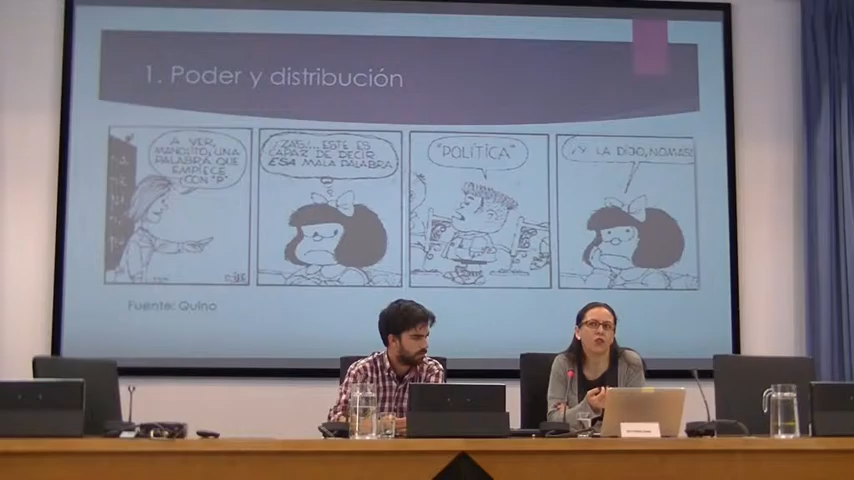 1. Poder y distribución
A VER,
MANOLITO, UNA
PALABRA QUE
EMPIECE
CON "P"
¡ZAS!... ESTE ES
CAPAZ DE DECIR
ESA MALA PALABRA
"POLÍTICA"
¡Y LA DIJO, NOMÁS!
Fuente: Quino